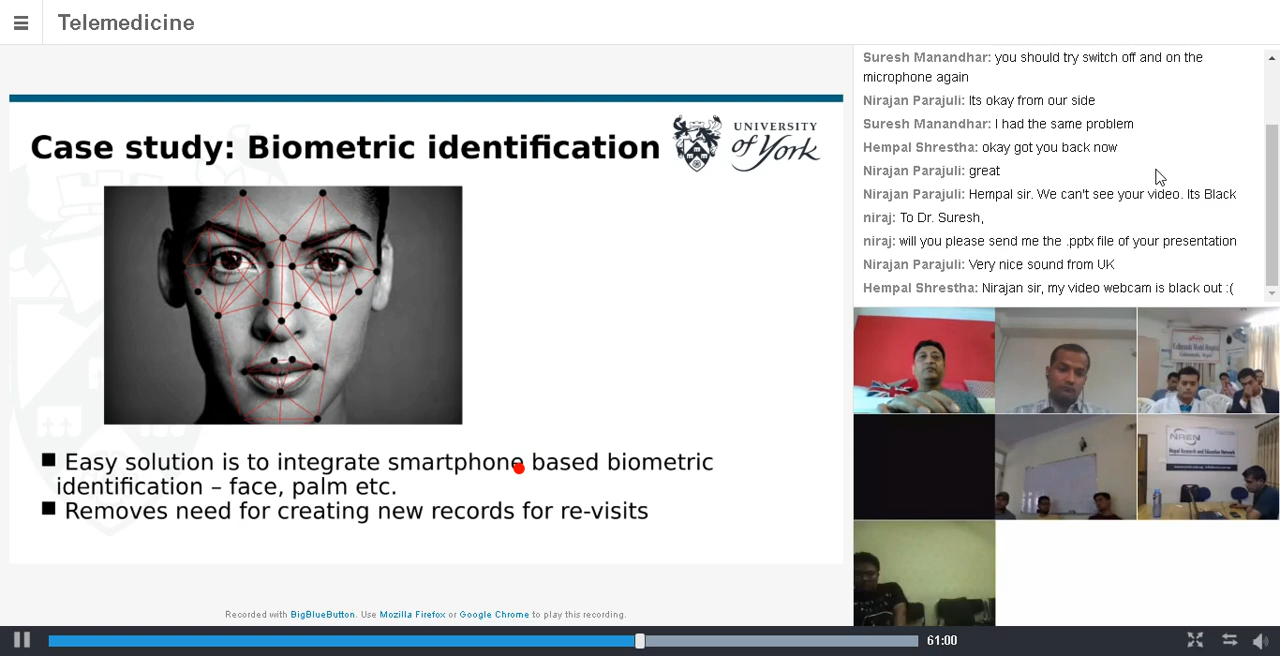 Telemedicine
Case study: Biometric identification
UNIVERSITY
of York
Easy solution is to integrate smartphone based biometric
identification – face, palm etc.
Removes need for creating new records for re-visits
Recorded with BigBlueButton. Use Mozilla Firefox or Google Chrome to play this recording.
Suresh Manandhar: you should try switch off and on the
microphone again
Nirajan Parajuli: Its okay from our side
Suresh Manandhar: I had the same problem
Hempal Shrestha: okay got you back now
Nirajan Parajuli: great
Nirajan Parajuli: Hempal sir. We can't see your video. Its Black
niraj: To Dr. Suresh,
niraj: will you please send me the .pptx file of your presentation
Nirajan Parajuli: Very nice sound from UK
Hempal Shrestha: Nirajan sir, my video webcam is black out :(
NREN
Nepal Research and Education Network
61:00